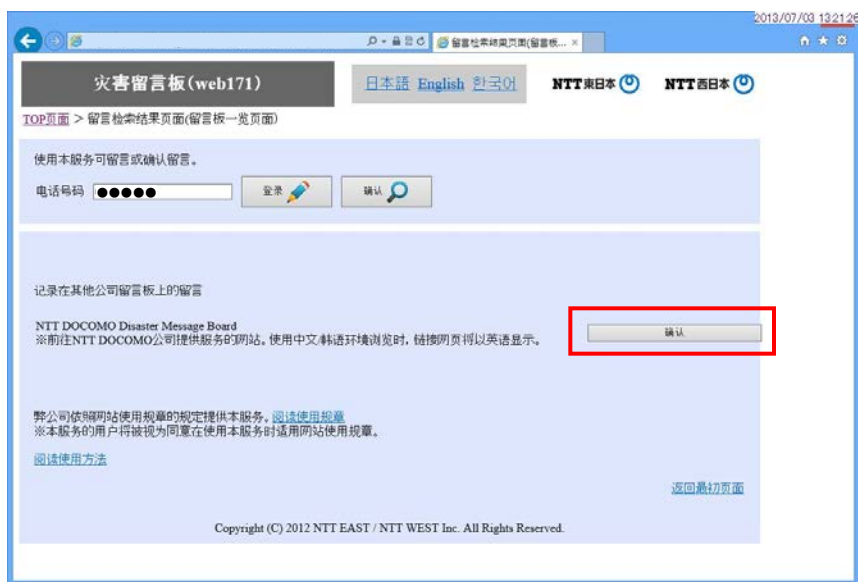 2013/07/03 13:21:26
留言检索结果页面(留言板... ×
灾害留言板(web171)
日本語 English 한국어
NTT東日本
NTT西日本
TOP页面 > 留言检索结果页面(留言板一览页面)
使用本服务可留言或确认留言。
电话号码 ●●●●● 登录 确认
记录在其他公司留言板上的留言
NTT DOCOMO Disaster Message Board
※前往NTT DOCOMO公司提供服务的网站。使用中文/韩语环境浏览时, 链接网页将以英语显示。
确认
弊公司依照网站使用规章的规定提供本服务。阅读使用规章
※本服务的用户将被视为同意在使用本服务时适用网站使用规章。
阅读使用方法
返回最初页面
Copyright (C) 2012 NTT EAST / NTT WEST Inc. All Rights Reserved.